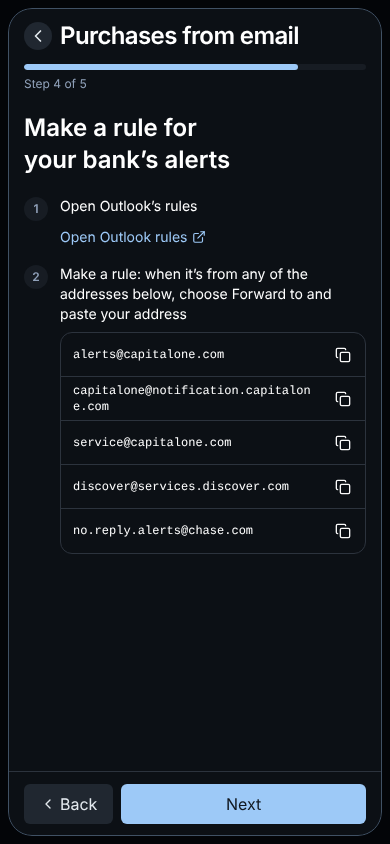 Purchases from email
Step 4 of 5
Make a rule for
your bank’s alerts
1
Open Outlook’s rules
Open Outlook rules
2
Make a rule: when it’s from any of the
addresses below, choose Forward to and
paste your address
alerts@capitalone.com
capitalone@notification.capitalon
e.com
service@capitalone.com
discover@services.discover.com
no.reply.alerts@chase.com
Back
Next